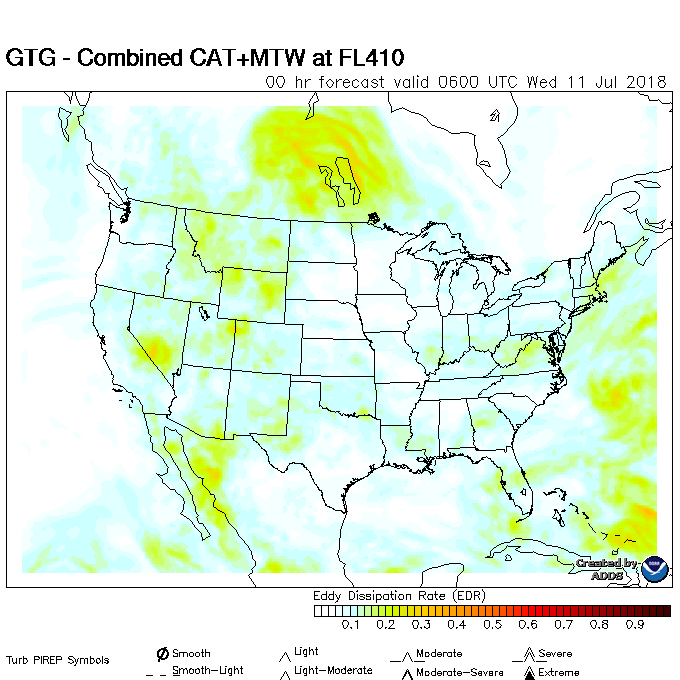 GTG - Combined CAT+MTW at FL410
00 hr forecast valid 0600 UTC Wed 11 Jul 2018
Created by
ADDS
Eddy Dissipation Rate (EDR)
0.1 0.2 0.3 0.4 0.5 0.6 0.7 0.8 0.9
Turb PIREP Symbols
Smooth Light Moderate Severe
Smooth-Light Light-Moderate Moderate-Severe Extreme